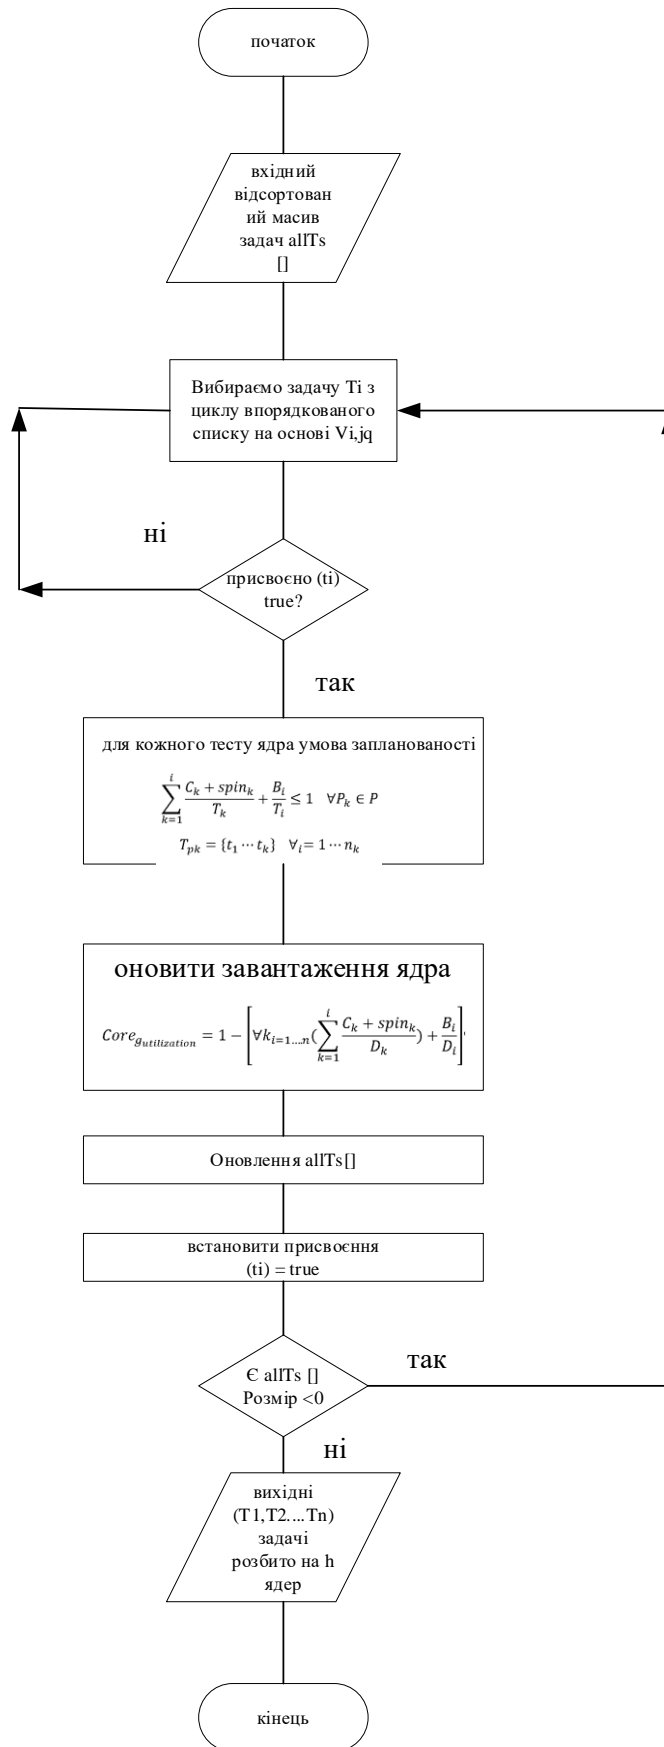 початок
вхідний
відсортован
ий масив
задач allTs
[]
Вибираємо задачу Ti з
циклу впорядкованого
списку на основі Vi,jq
ні
присвоєно (ti)
true?
так
для кожного тесту ядра умова запланованості
\sum_{k=1}^{i} \frac{C_k + spin_k}{T_k} + \frac{B_i}{T_i} \leq 1 \quad \forall P_k \in P
T_{pk} = \{t_1 \cdots t_k\} \quad \forall_i = 1 \cdots n_k
оновити завантаження ядра
Core_{g_{utilization}} = 1 - \left[ \forall k_{i=1....n} (\sum_{k=1}^{i} \frac{C_k + spin_k}{D_k}) + \frac{B_i}{D_i} \right]
Оновлення allTs[]
встановити присвоєння
(ti) = true
Є allTs []
Розмір <0
так
ні
вихідні
(T1,T2....Tn)
задачі
розбито на h
ядер
кінець